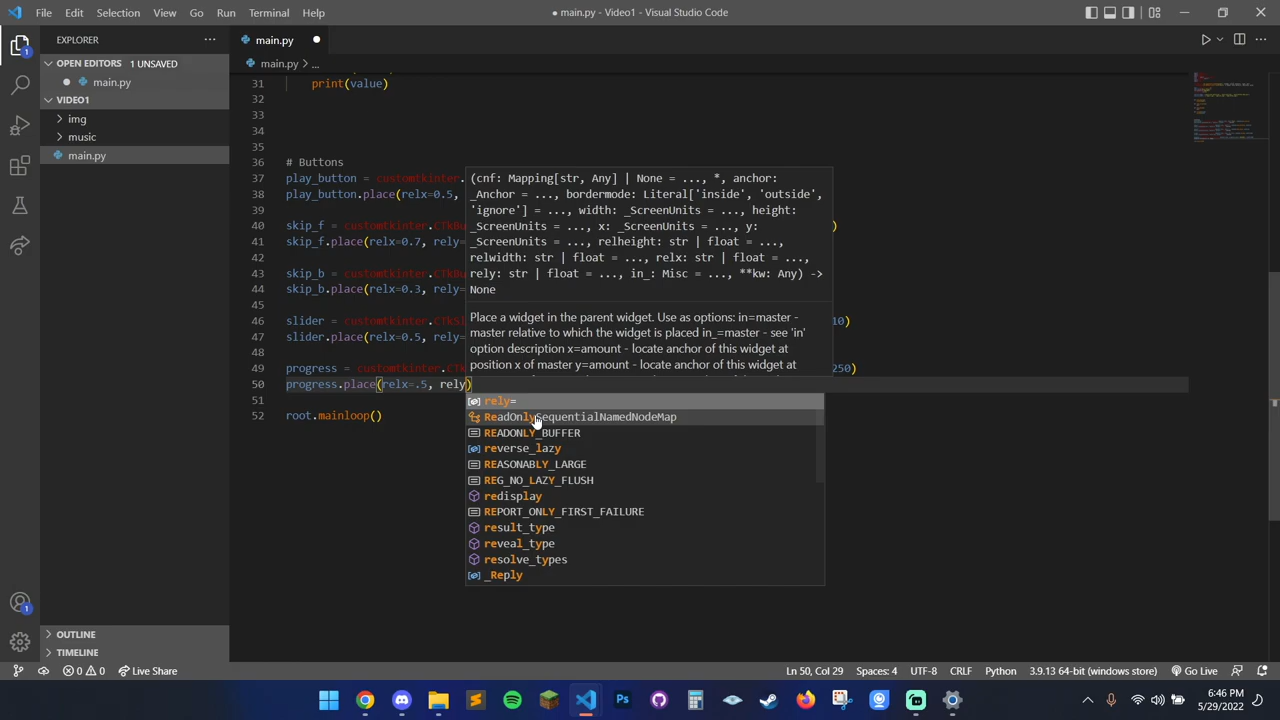 File Edit Selection View Go Run Terminal Help
● main.py - Visual Studio Code
EXPLORER
main.py
OPEN EDITORS 1 UNSAVED
main.py > ...
main.py
VIDEO1
img
music
main.py
31 print(value)
32
33
34
35
36 # Buttons
37 play_button = customtkinter.
38 play_button.place(relx=0.5,
39
40 skip_f = customtkinter.CTkBu )
41 skip_f.place(relx=0.7, rely=
42
43 skip_b = customtkinter.CTkBu
44 skip_b.place(relx=0.3, rely=
45
46 slider = customtkinter.CTkSl 10)
47 slider.place(relx=0.5, rely=
48
49 progress = customtkinter.CTk 250)
50 progress.place(relx=.5, rely)
51
52 root.mainloop()
(cnf: Mapping[str, Any] | None = ..., *, anchor:
_Anchor = ..., bordermode: Literal['inside', 'outside',
'ignore'] = ..., width: _ScreenUnits = ..., height:
_ScreenUnits = ..., x: _ScreenUnits = ..., y:
_ScreenUnits = ..., relheight: str | float = ...,
relwidth: str | float = ..., relx: str | float = ...,
rely: str | float = ..., in_: Misc = ..., **kw: Any) ->
None
Place a widget in the parent widget. Use as options: in=master -
master relative to which the widget is placed in_=master - see 'in'
option description x=amount - locate anchor of this widget at
position x of master y=amount - locate anchor of this widget at
rely=
ReadOnlySequentialNamedNodeMap
READONLY_BUFFER
reverse_lazy
REASONABLY_LARGE
REG_NO_LAZY_FLUSH
redisplay
REPORT_ONLY_FIRST_FAILURE
result_type
reveal_type
resolve_types
_Reply
OUTLINE
TIMELINE
1
1
0 0 Live Share
Ln 50, Col 29 Spaces: 4 UTF-8 CRLF Python 3.9.13 64-bit (windows store) Go Live
Ps
6:46 PM
5/29/2022